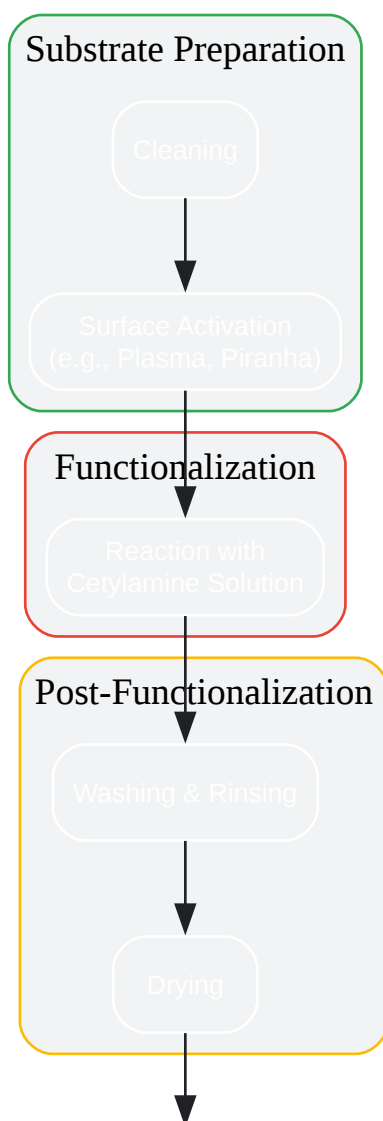 Substrate Preparation
Cleaning
Surface Activation
(e.g., Plasma, Piranha)
Functionalization
Reaction with
Cetylamine Solution
Post-Functionalization
Washing & Rinsing
Drying